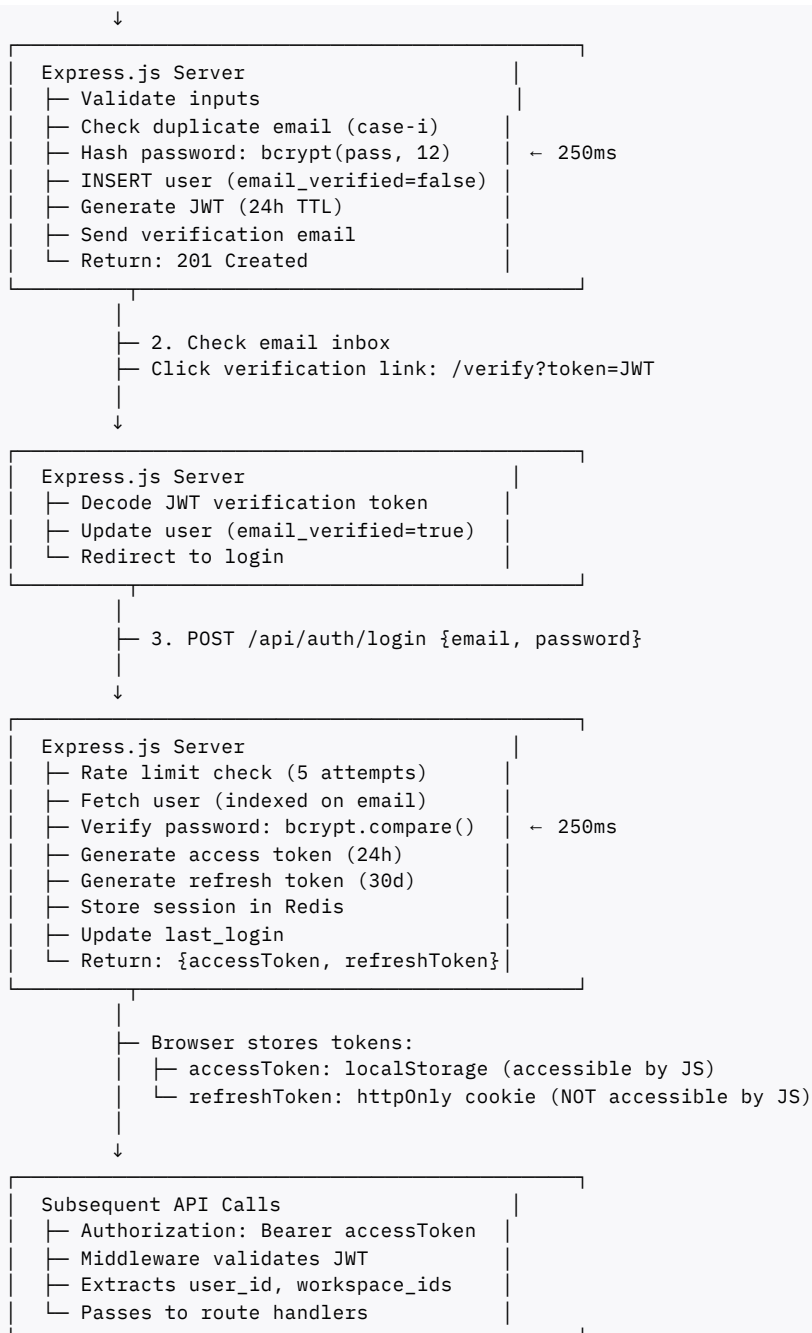 ↓
Express.js Server
├─ Validate inputs
├─ Check duplicate email (case-i)
├─ Hash password: bcrypt(pass, 12) ← 250ms
├─ INSERT user (email_verified=false)
├─ Generate JWT (24h TTL)
├─ Send verification email
└─ Return: 201 Created
├─ 2. Check email inbox
├─ Click verification link: /verify?token=JWT
↓
Express.js Server
├─ Decode JWT verification token
├─ Update user (email_verified=true)
└─ Redirect to login
├─ 3. POST /api/auth/login {email, password}
↓
Express.js Server
├─ Rate limit check (5 attempts)
├─ Fetch user (indexed on email)
├─ Verify password: bcrypt.compare() ← 250ms
├─ Generate access token (24h)
├─ Generate refresh token (30d)
├─ Store session in Redis
├─ Update last_login
└─ Return: {accessToken, refreshToken}
├─ Browser stores tokens:
│ ├─ accessToken: localStorage (accessible by JS)
│ └─ refreshToken: httpOnly cookie (NOT accessible by JS)
↓
Subsequent API Calls
├─ Authorization: Bearer accessToken
├─ Middleware validates JWT
├─ Extracts user_id, workspace_ids
└─ Passes to route handlers